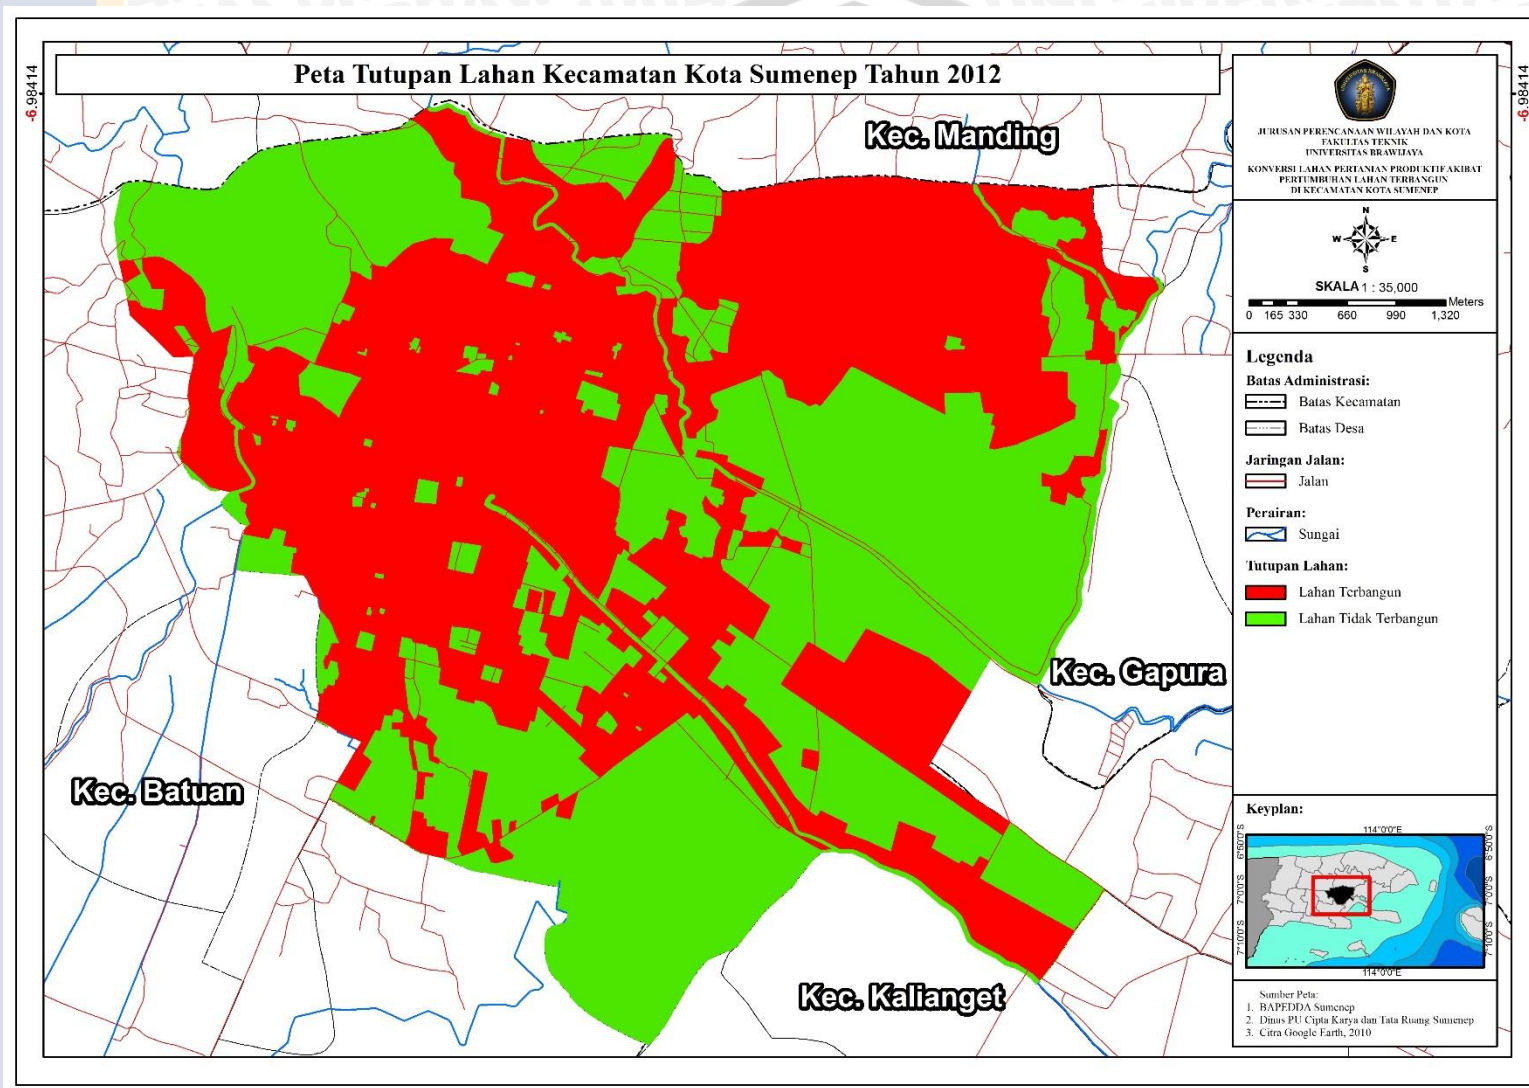 Peta Tutupan Lahan Kecamatan Kota Sumenep Tahun 2012
-6.98414
-6.98414
Kec. Manding
Kec. Gapura
Kec. Batuan
Kec. Kalianget
UNIVERSITAS BRAWIJAYA
JURUSAN PERENCANAAN WILAYAH DAN KOTA
FAKULTAS TEKNIK
UNIVERSITAS BRAWIJAYA
KONVERSI LAHAN PERTANIAN PRODUKTIF AKIBAT
PERTUMBUHAN LAHAN TERBANGUN
DI KECAMATAN KOTA SUMENEP
N
W E
S
SKALA 1 : 35,000
Meters
0 165 330 660 990 1,320
Legenda
Batas Administrasi:
Batas Kecamatan
Batas Desa
Jaringan Jalan:
Jalan
Perairan:
Sungai
Tutupan Lahan:
Lahan Terbangun
Lahan Tidak Terbangun
Keyplan:
114°0'0"E
6°50'0"S
6°50'0"S
7°0'0"S
7°0'0"S
7°10'0"S
7°10'0"S
114°0'0"E
Sumber Peta:
1. BAPEDDA Sumenep
2. Dinas PU Cipta Karya dan Tata Ruang Sumenep
3. Citra Google Earth, 2010